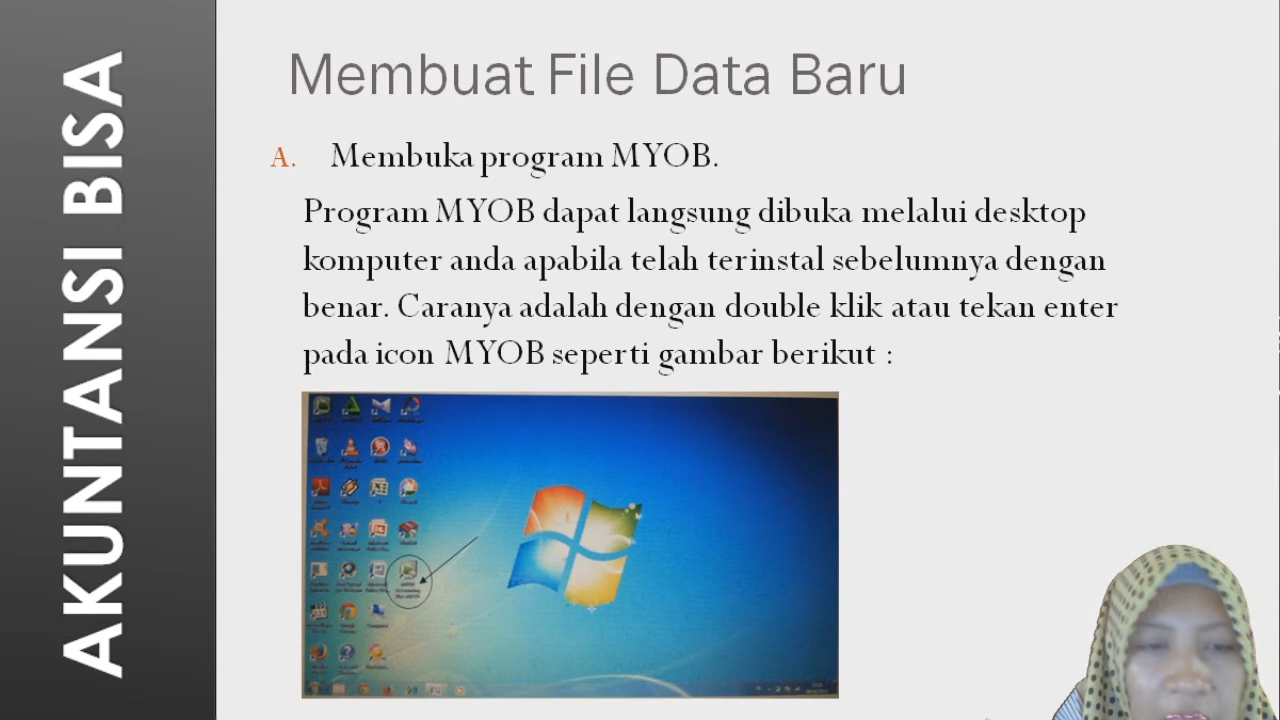 AKUNTANSI BISA
Membuat File Data Baru
A. Membuka program MYOB.
Program MYOB dapat langsung dibuka melalui desktop
komputer anda apabila telah terinstal sebelumnya dengan
benar. Caranya adalah dengan double klik atau tekan enter
pada icon MYOB seperti gambar berikut :